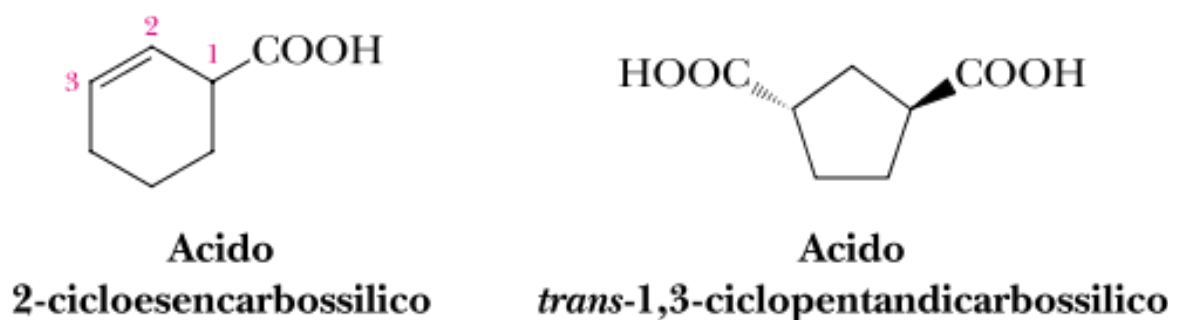 2
1
COOH
3
HOOC
COOH
Acido
2-cicloesencarbossilico
Acido
trans-1,3-ciclopentandicarbossilico